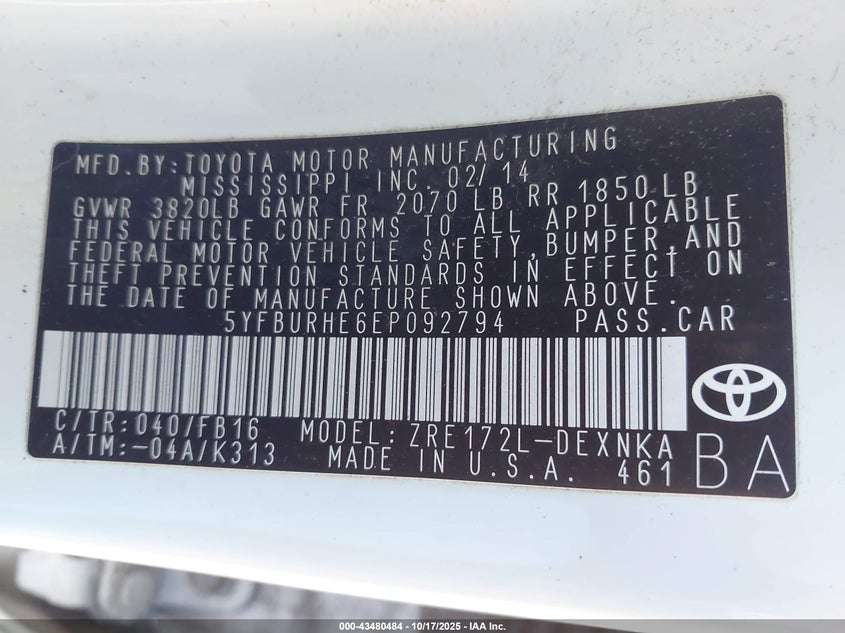 MFD.BY:TOYOTA MOTOR MANUFACTURING
MISSISSIPPI INC. 02/14
GVWR 3820LB GAWR FR 2070 LB RR 1850LB
THIS VEHICLE CONFORMS TO ALL APPLICABLE
FEDERAL MOTOR VEHICLE SAFETY,BUMPER,AND
THEFT PREVENTION STANDARDS IN EFFECT ON
THE DATE OF MANUFACTURE SHOWN ABOVE.
5YFBURHE6EP092794 PASS.CAR
C/TR:040/FB16 MODEL:ZRE172L-DEXNKA
A/TM:-04A/K313 MADE IN U.S.A. 461
BA
000-43480484 | 10/17/2025 - IAA Inc.